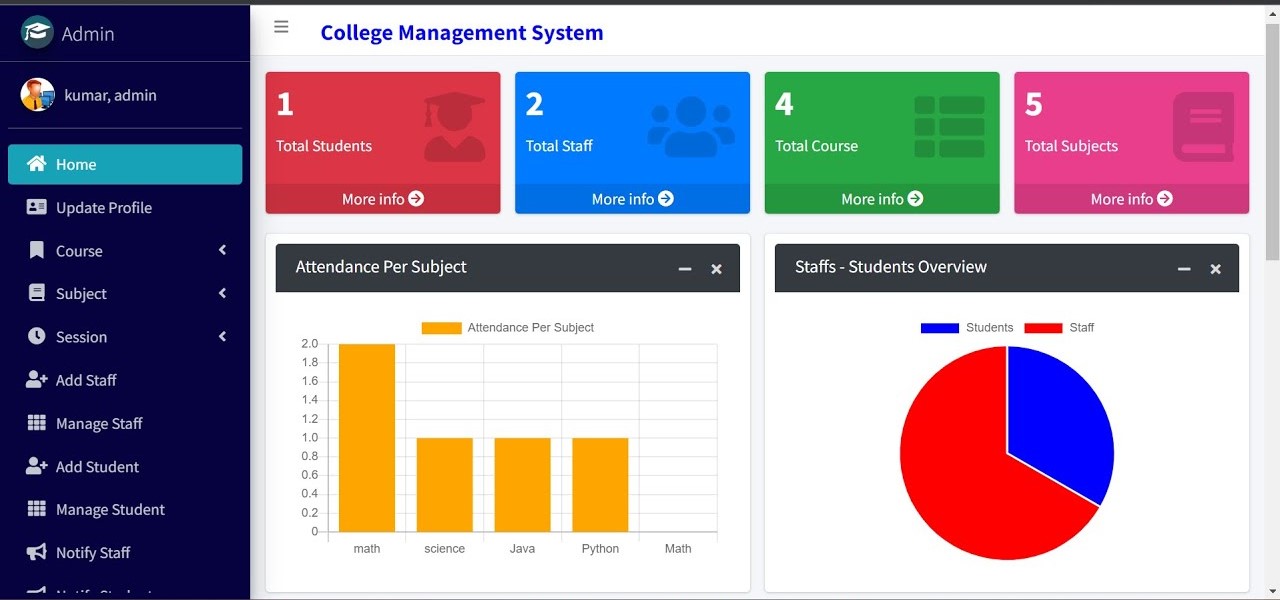 Admin
kumar, admin
Home
Update Profile
Course
Subject
Session
Add Staff
Manage Staff
Add Student
Manage Student
Notify Staff
College Management System
1
Total Students
More info
2
Total Staff
More info
4
Total Course
More info
5
Total Subjects
More info
Attendance Per Subject
Attendance Per Subject
2.0
1.8
1.6
1.4
1.2
1.0
0.8
0.6
0.4
0.2
0
math science Java Python Math
Staffs - Students Overview
Students Staff